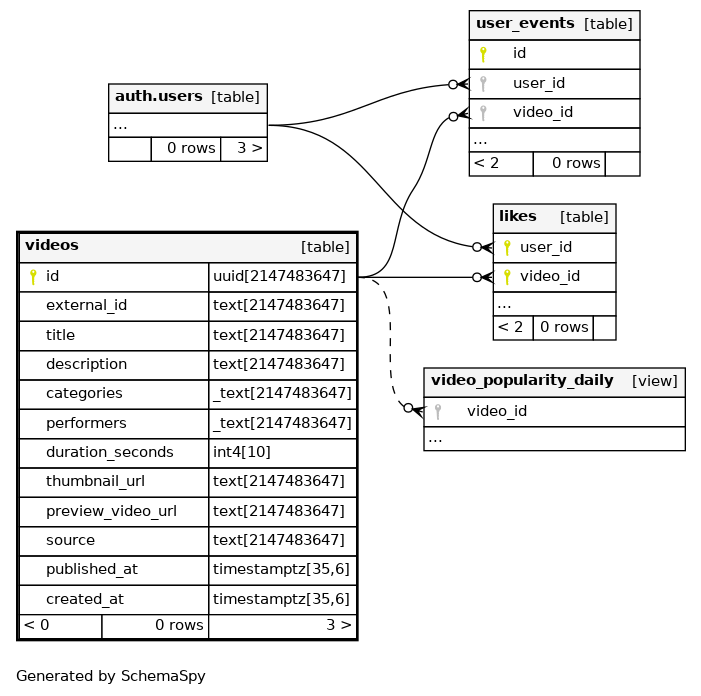 user_events [table]
id
user_id
video_id
...
< 2 0 rows
auth.users [table]
...
0 rows 3 >
likes [table]
user_id
video_id
...
< 2 0 rows
videos [table]
id uuid[2147483647]
external_id text[2147483647]
title text[2147483647]
description text[2147483647]
categories _text[2147483647]
performers _text[2147483647]
duration_seconds int4[10]
thumbnail_url text[2147483647]
preview_video_url text[2147483647]
source text[2147483647]
published_at timestamptz[35,6]
created_at timestamptz[35,6]
< 0 0 rows 3 >
video_popularity_daily [view]
video_id
...
Generated by SchemaSpy